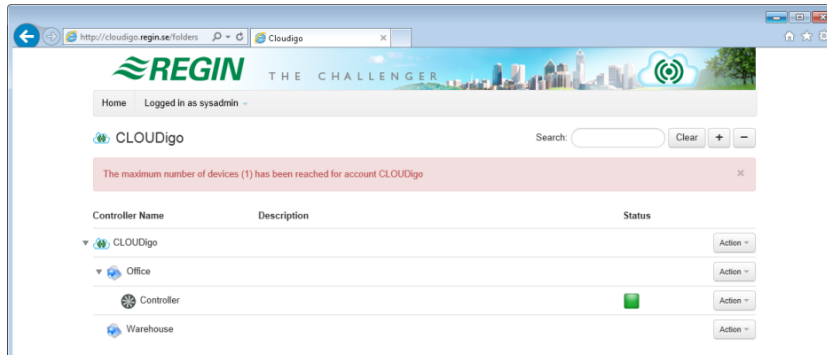 http://cloudigo.regin.se/folders
Cloudigo
REGIN THE CHALLENGER
Home Logged in as sysadmin
CLOUDigo Search: Clear + −
The maximum number of devices (1) has been reached for account CLOUDigo ×
Controller Name Description Status
CLOUDigo Action
Office Action
Controller Action
Warehouse Action